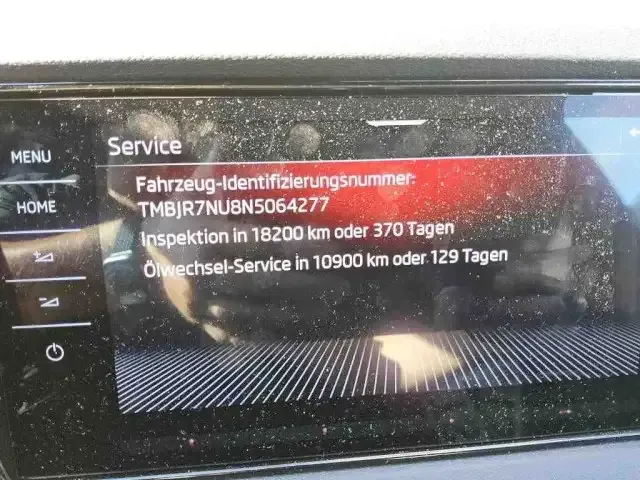 MENU
HOME
Service
Fahrzeug-Identifizierungsnummer:
TMBJR7NU8N5064277
Inspektion in 18200 km oder 370 Tagen
Ölwechsel-Service in 10900 km oder 129 Tagen